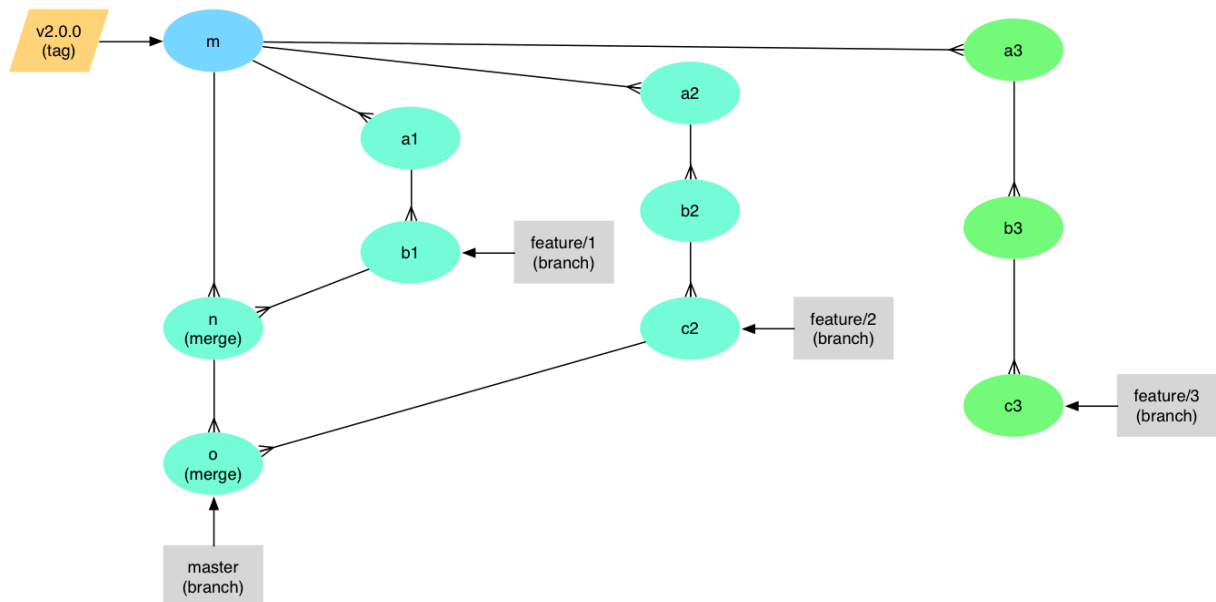 v2.0.0
(tag)
m
a3
a2
a1
b2
b3
b1
feature/1
(branch)
n
(merge)
c2
feature/2
(branch)
c3
feature/3
(branch)
o
(merge)
master
(branch)